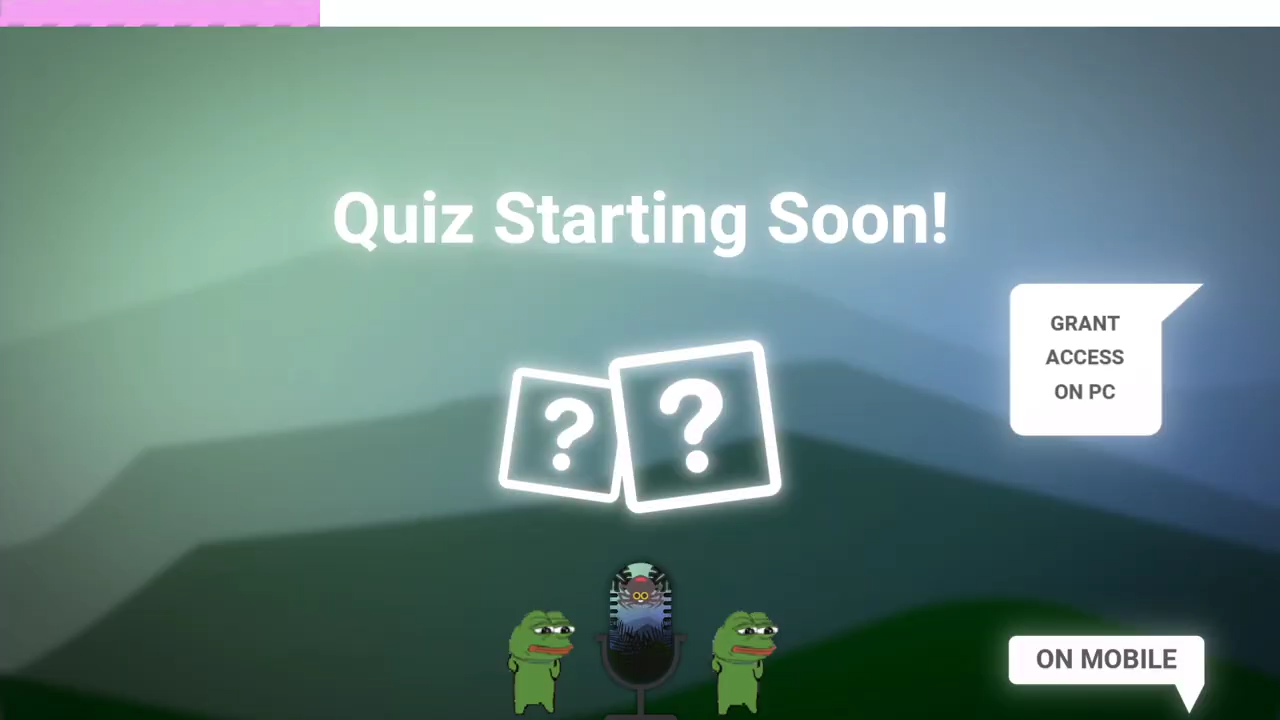 Quiz Starting Soon!
GRANT
ACCESS
ON PC
? ?
ON MOBILE